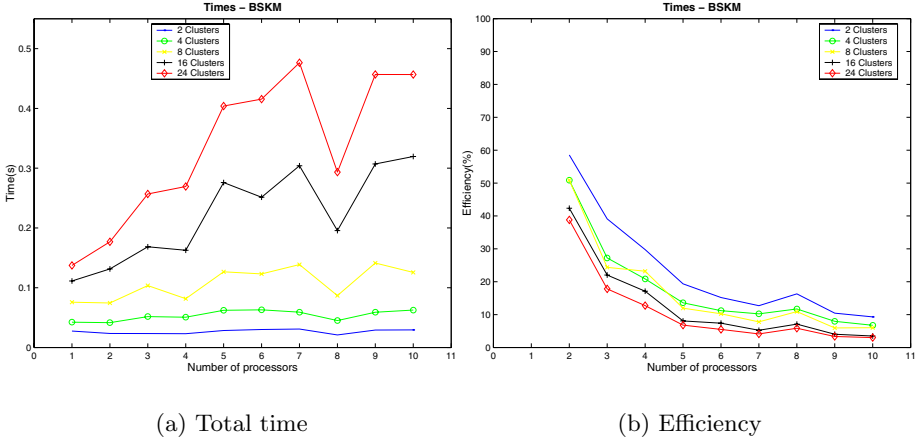 Times – BSKM
2 Clusters
4 Clusters
8 Clusters
16 Clusters
24 Clusters
0.5
0.4
0.3
0.2
0.1
0
Time(s)
0 1 2 3 4 5 6 7 8 9 10 11
Number of processors
(a) Total time
Times – BSKM
2 Clusters
4 Clusters
8 Clusters
16 Clusters
24 Clusters
100
90
80
70
60
50
40
30
20
10
0
Efficiency(%)
0 1 2 3 4 5 6 7 8 9 10 11
Number of processors
(b) Efficiency